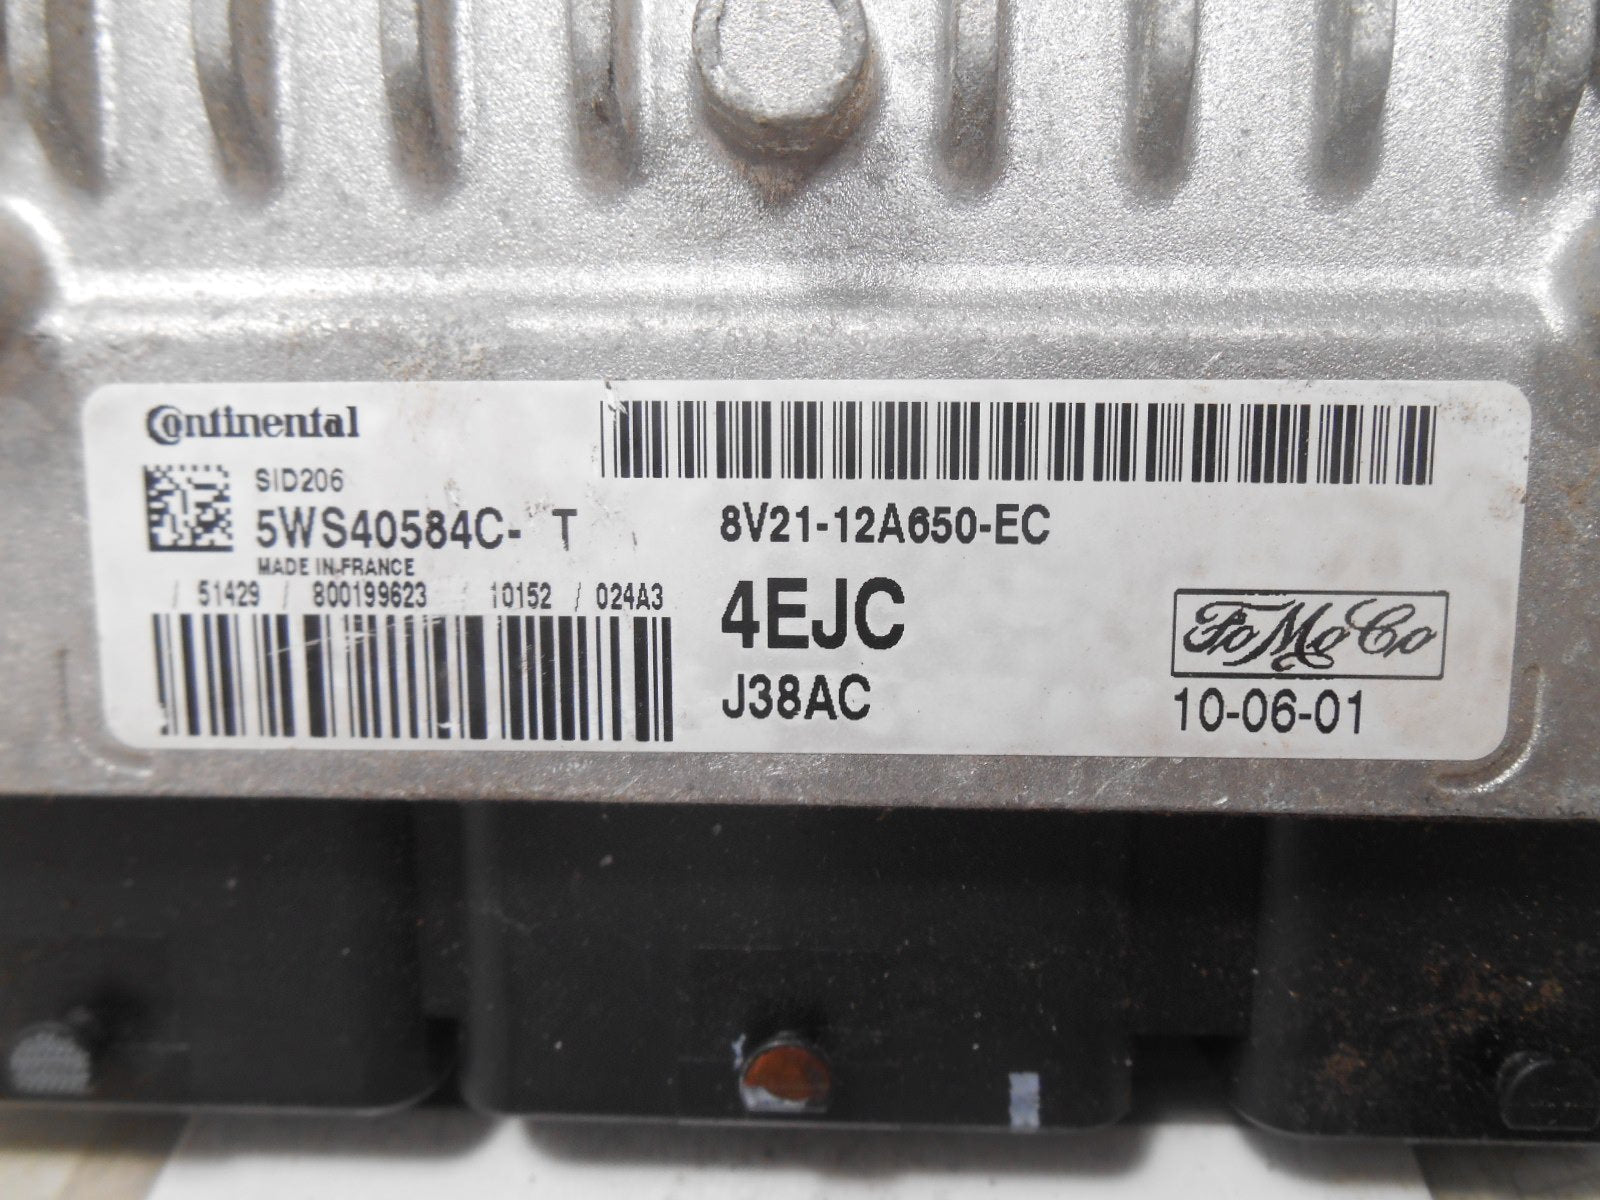 Continental
SID206
5WS40584C- T
MADE IN FRANCE
/ 51429 / 800199623 / 10152 / 024A3
8V21-12A650-EC
4EJC
J38AC
FoMoCo
10-06-01